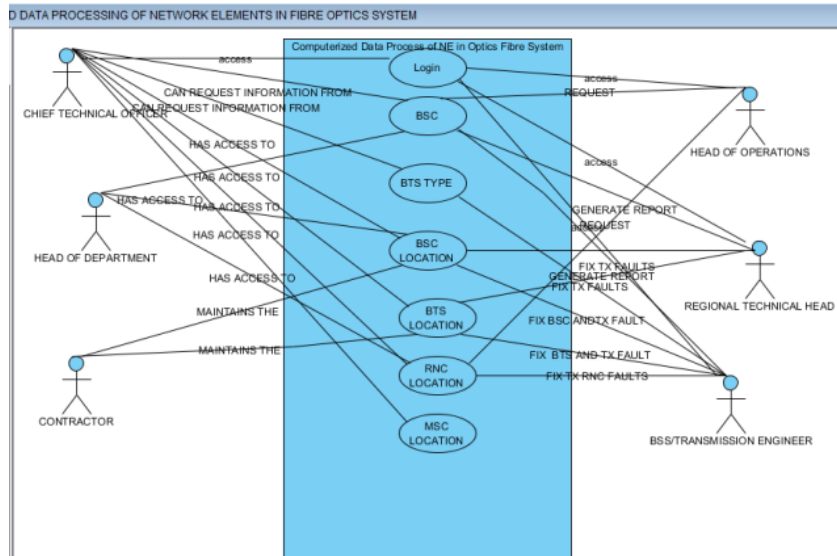 D DATA PROCESSING OF NETWORK ELEMENTS IN FIBRE OPTICS SYSTEM
Computerized Data Process of NE in Optics Fibre System
access
Login
access
CAN REQUEST INFORMATION FROM
REQUEST
CAN REQUEST INFORMATION FROM
CHIEF TECHNICAL OFFICER
BSC
HAS ACCESS TO
HEAD OF OPERATIONS
access
HAS ACCESS TO
BTS TYPE
HAS ACCESS TO
HAS ACCESS TO
GENERATE REPORT
REQUEST
access
HAS ACCESS TO
BSC
LOCATION
HEAD OF DEPARTMENT
FIX TX FAULTS
HAS ACCESS TO
GENERATE REPORT
FIX TX FAULTS
REGIONAL TECHNICAL HEAD
MAINTAINS THE
BTS
LOCATION
FIX BSC ANDTX FAULT
MAINTAINS THE
FIX BTS AND TX FAULT
RNC
LOCATION
FIX TX RNC FAULTS
CONTRACTOR
MSC
LOCATION
BSS/TRANSMISSION ENGINEER